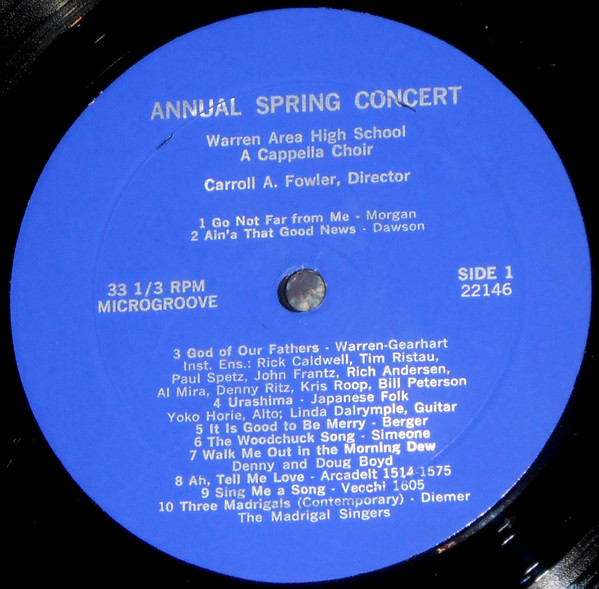 ANNUAL SPRING CONCERT
Warren Area High School
A Cappella Choir
Carroll A. Fowler, Director
1 Go Not Far from Me - Morgan
2 Ain'a That Good News - Dawson
33 1/3 RPM
MICROGROOVE
SIDE 1
22146
3 God of Our Fathers - Warren-Gearhart
Inst. Ens.: Rick Caldwell, Tim Ristau,
Paul Spetz, John Frantz, Rich Andersen,
Al Mira, Denny Ritz, Kris Roop, Bill Peterson
4 Urashima - Japanese Folk
Yoko Horie, Alto; Linda Dalrymple, Guitar
5 It Is Good to Be Merry - Berger
6 The Woodchuck Song - Simeone
7 Walk Me Out in the Morning Dew
Denny and Doug Boyd
8 Ah, Tell Me Love - Arcadelt 1514-1575
9 Sing Me a Song - Vecchi 1605
10 Three Madrigals (Contemporary) - Diemer
The Madrigal Singers